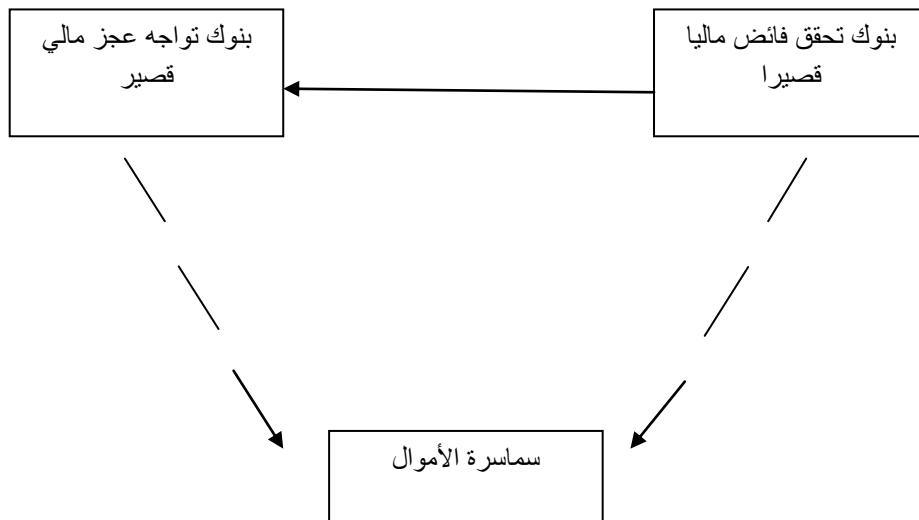 بنوك تحقق فائض ماليا
قصيرا
بنوك تواجه عجز مالي
قصير
سماسرة الأموال